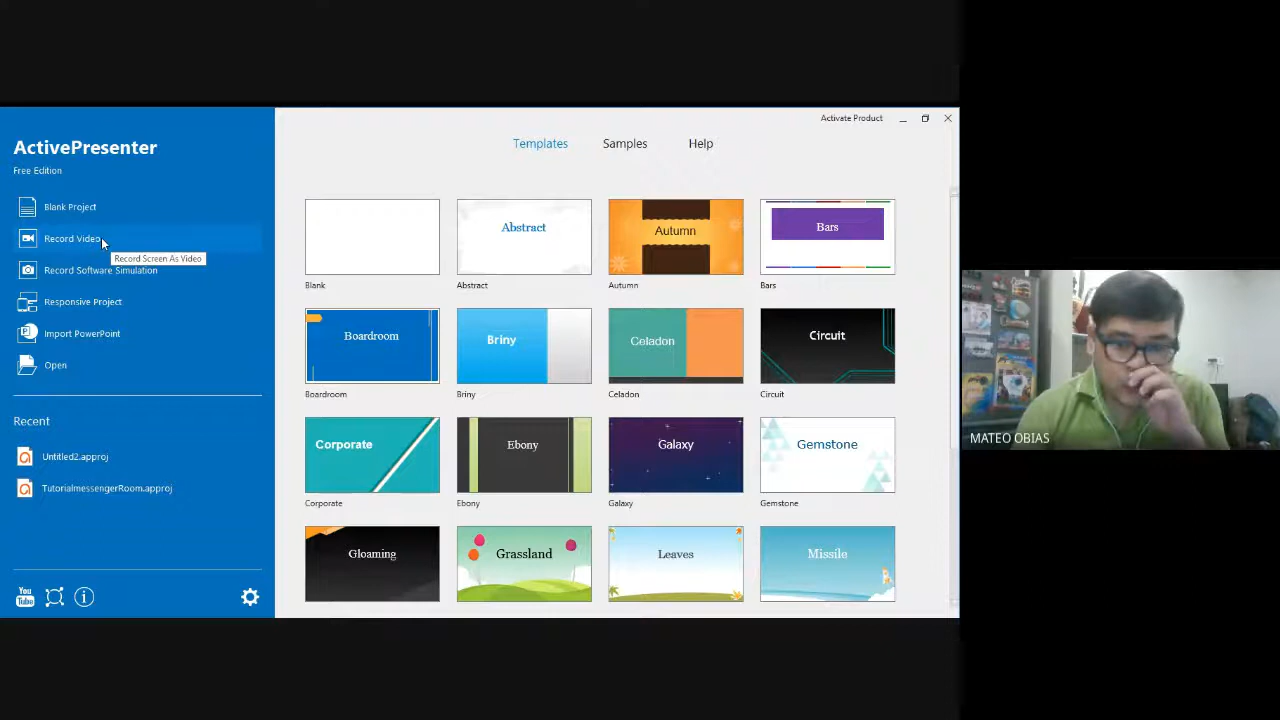 ActivePresenter
Free Edition
Blank Project
Record Video
Record Screen As Video
Record Software Simulation
Responsive Project
Import PowerPoint
Open
Recent
Untitled2.approj
TutorialmessengerRoom.approj
You
Tube
Activate Product
Templates
Samples
Help
Blank
Abstract
Abstract
Autumn
Autumn
Bars
Bars
Boardroom
Boardroom
Briny
Briny
Celadon
Celadon
Circuit
Circuit
Corporate
Corporate
Ebony
Ebony
Galaxy
Galaxy
Gemstone
Gemstone
Gloaming
Grassland
Leaves
Missile
MATEO OBIAS